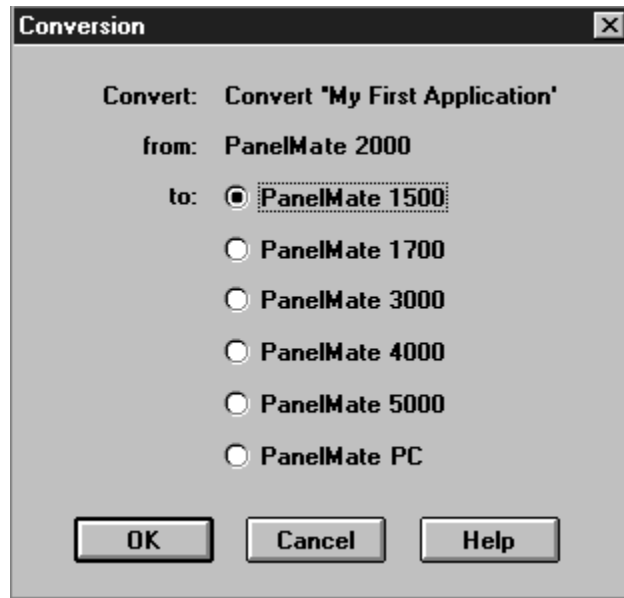 Conversion
Convert: Convert "My First Application'
from: PanelMate 2000
to: PanelMate 1500
PanelMate 1700
PanelMate 3000
PanelMate 4000
PanelMate 5000
PanelMate PC
OK Cancel Help